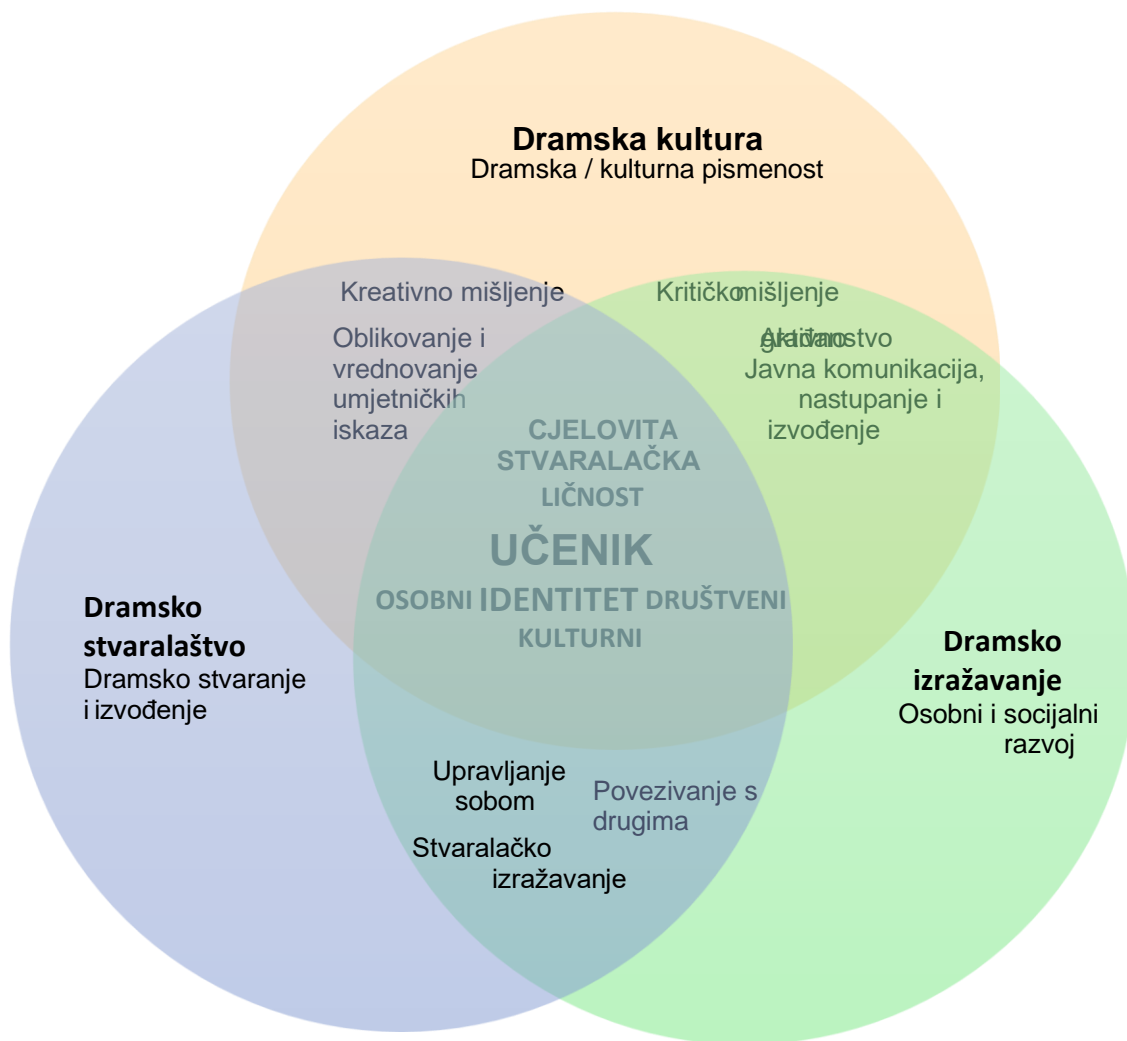 Dramska kultura
Dramska / kulturna pismenost
Kreativno mišljenje
Oblikovanje i
vrednovanje
umjetničkih
iskaza
Kritičko mišljenje
Aktivno
građanstvo
Javna komunikacija,
nastupanje i
izvođenje
CJELOVITA
STVARALAČKA
LIČNOST
UČENIK
OSOBNI IDENTITET DRUŠTVENI
KULTURNI
Dramsko
stvaralaštvo
Dramsko stvaranje
i izvođenje
Dramsko
izražavanje
Osobni i socijalni
razvoj
Upravljanje
sobom
Povezivanje s
drugima
Stvaralačko
izražavanje